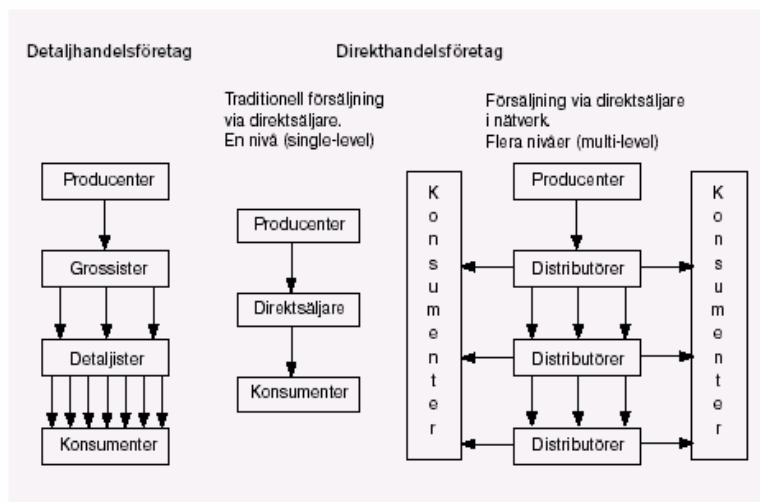 Detaljhandelsföretag
Direkthandelsföretag
Traditionell försäljning
via direktsäljare.
En nivå (single-level)
Försäljning via direktsäljare
i nätverk.
Flera nivåer (multi-level)
Producenter
Grossister
Detaljister
Konsumenter
Producenter
Direktsäljare
Konsumenter
Konsumenter
Producenter
Distributörer
Distributörer
Distributörer
Konsumenter